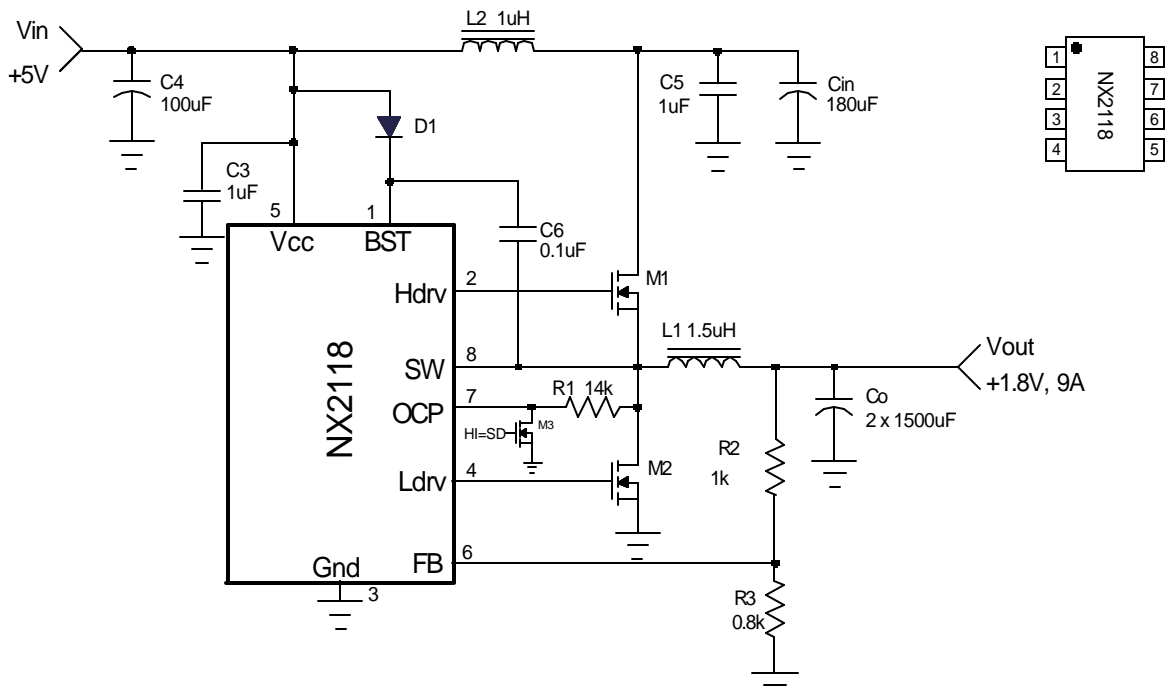 Vin
+5V
L2 1uH
C4
100uF
C5
1uF
Cin
180uF
1
2
3
4
NX2118
8
7
6
5
D1
C3
1uF
5
1
Vcc
BST
C6
0.1uF
Hdrv
2
M1
NX2118
SW
8
L1 1.5uH
Vout
+1.8V, 9A
OCP
7
R1 14k
HI=SD
M3
Co
2 x 1500uF
Ldrv
4
M2
R2
1k
FB
6
Gnd
3
R3
0.8k